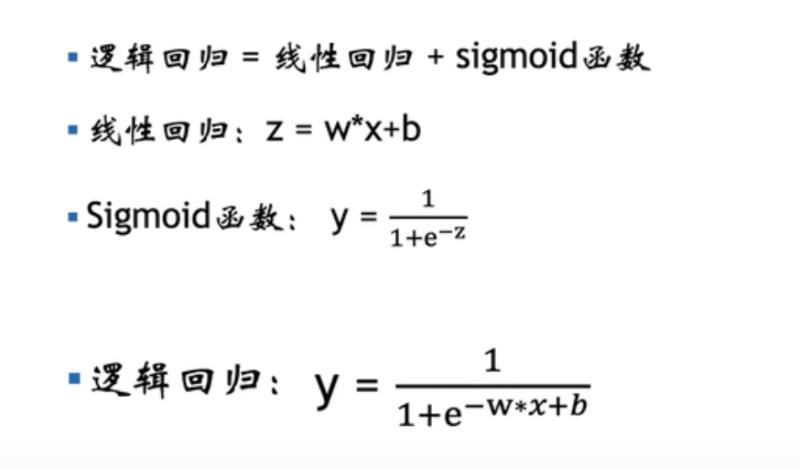 ▪ 逻辑回归 = 线性回归 + sigmoid函数
▪ 线性回归：z = w*x+b
▪ Sigmoid函数： y = 1/(1+e^{-z})
▪ 逻辑回归： y = 1/(1+e^{-w*x+b})